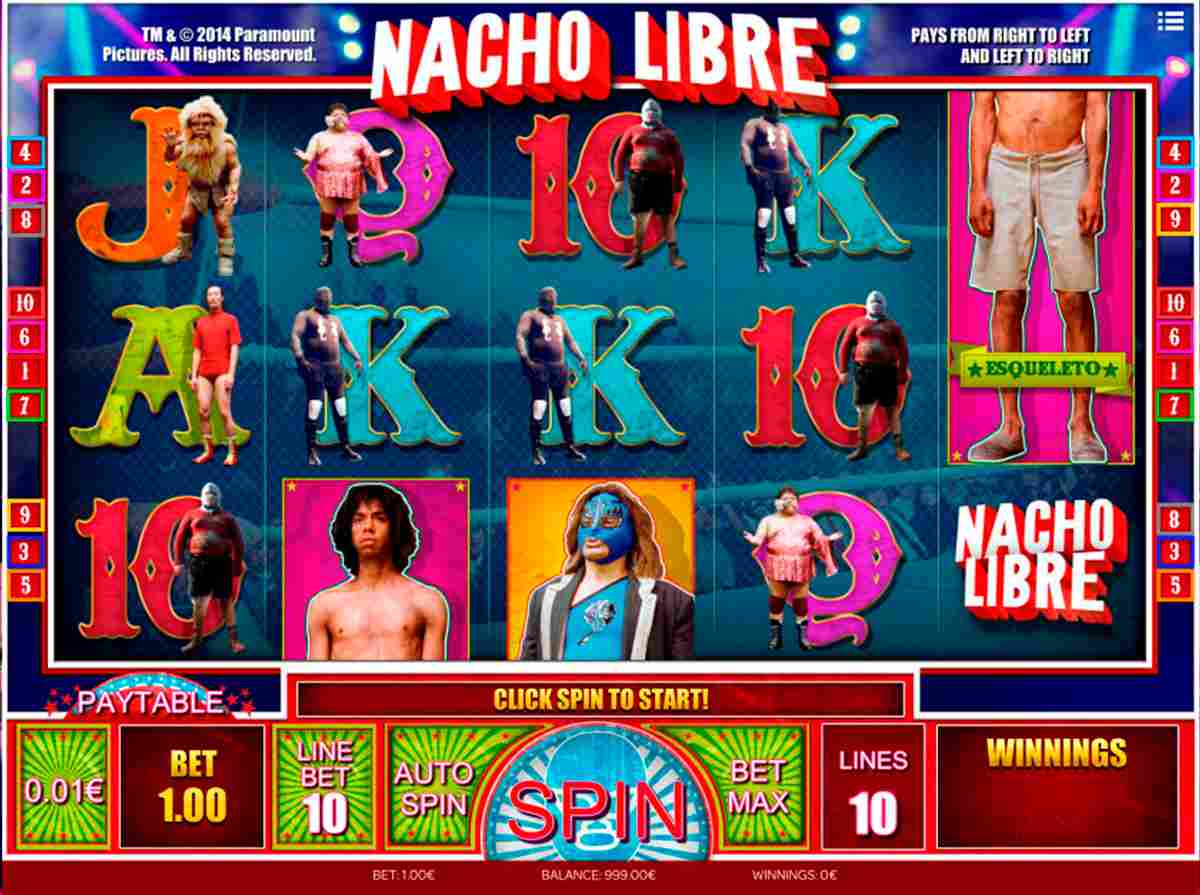 TM & © 2014 Paramount
Pictures. All Rights Reserved.
NACHO LIBRE
PAYS FROM RIGHT TO LEFT
AND LEFT TO RIGHT
4
2
8
10
6
1
7
9
3
5
J
Q
10
K
A
K
K
10
10
Q
★ESQUELETO★
NACHO
LIBRE
4
2
9
10
6
1
7
8
3
5
PAYTABLE
CLICK SPIN TO START!
0.01€
BET
1.00
LINE
BET
10
AUTO
SPIN
SPIN
BET
MAX
LINES
10
WINNINGS
BET: 1.00€
BALANCE: 999.00€
WINNINGS: 0€